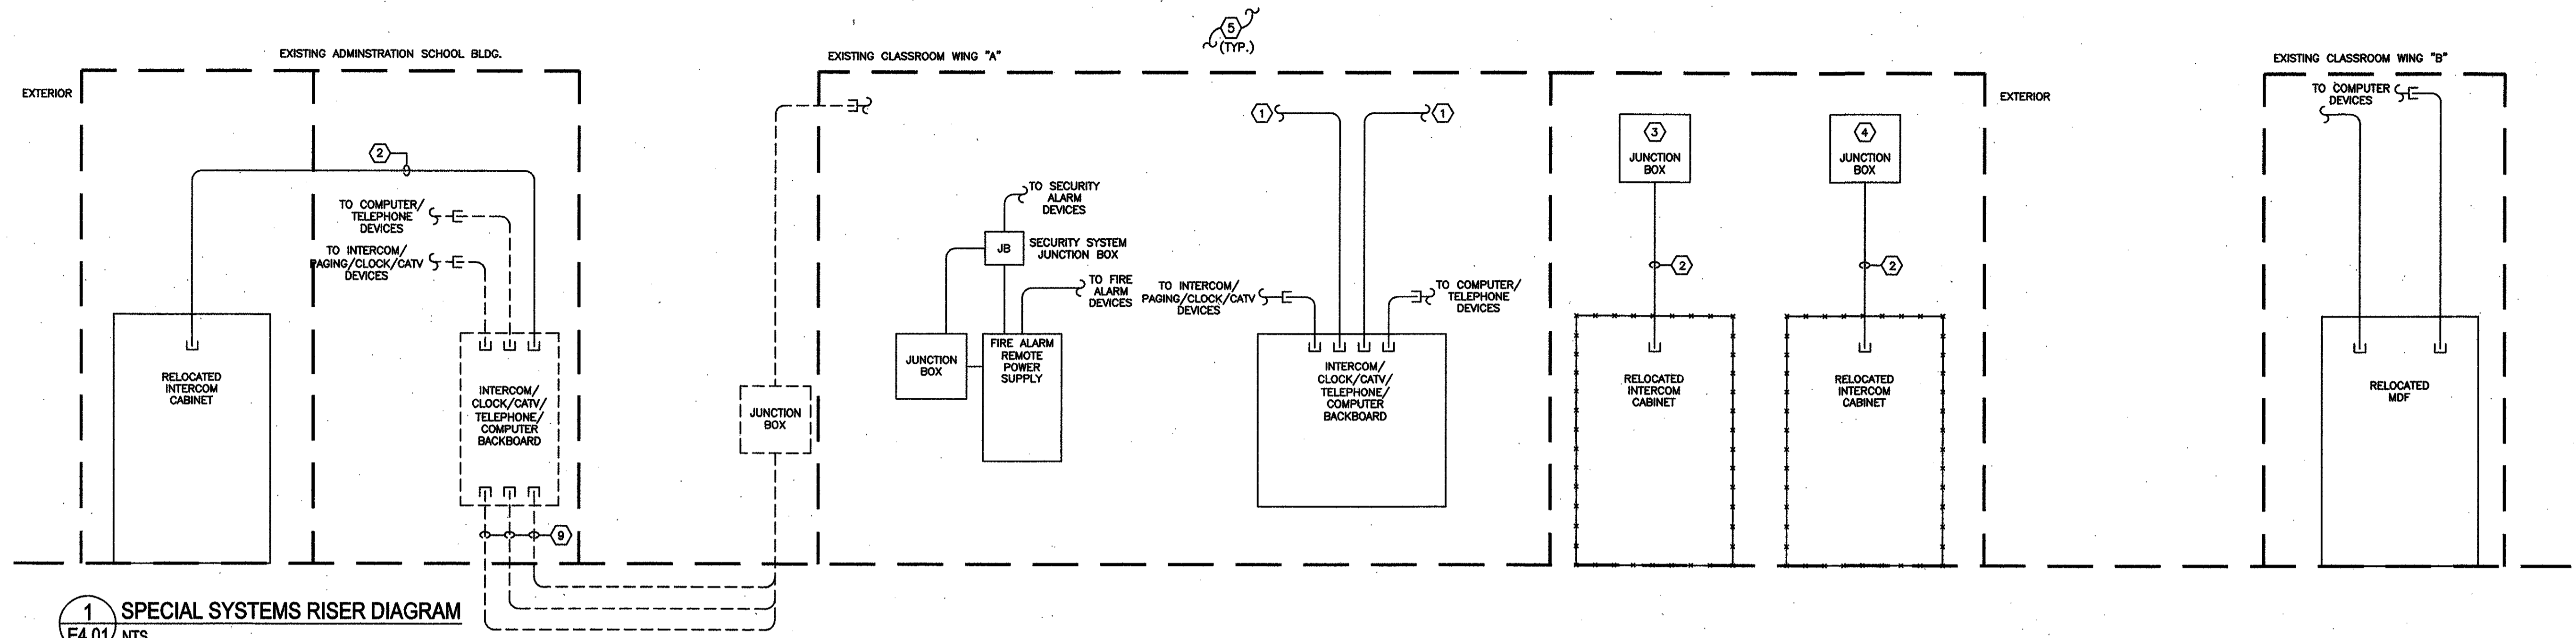 5
(TYP.)
EXISTING ADMINSTRATION SCHOOL BLDG.
EXTERIOR
2
TO COMPUTER/
TELEPHONE
DEVICES
TO INTERCOM/
PAGING/CLOCK/CATV
DEVICES
RELOCATED
INTERCOM
CABINET
INTERCOM/
CLOCK/CATV/
TELEPHONE/
COMPUTER
BACKBOARD
9
JUNCTION
BOX
EXISTING CLASSROOM WING "A"
TO SECURITY
ALARM
DEVICES
JB
SECURITY SYSTEM
JUNCTION BOX
TO FIRE
ALARM
DEVICES
JUNCTION
BOX
FIRE ALARM
REMOTE
POWER
SUPPLY
1
1
TO INTERCOM/
PAGING/CLOCK/CATV
DEVICES
TO COMPUTER/
TELEPHONE
DEVICES
INTERCOM/
CLOCK/CATV/
TELEPHONE/
COMPUTER
BACKBOARD
3
JUNCTION
BOX
2
RELOCATED
INTERCOM
CABINET
4
JUNCTION
BOX
2
RELOCATED
INTERCOM
CABINET
EXTERIOR
EXISTING CLASSROOM WING "B"
TO COMPUTER
DEVICES
RELOCATED
MDF
1
E4.01
SPECIAL SYSTEMS RISER DIAGRAM
NTS